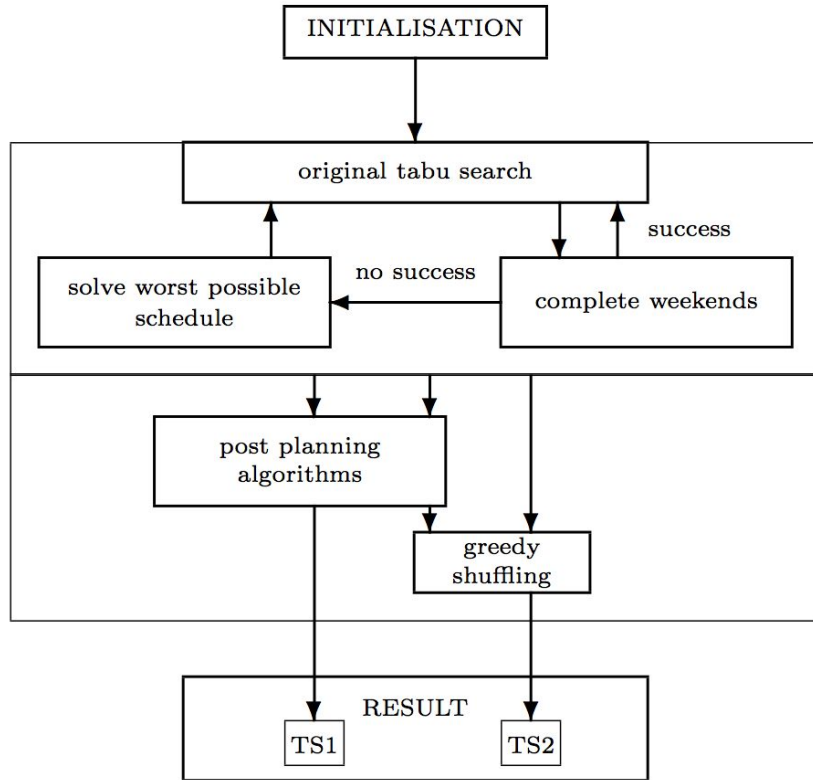 INITIALISATION
original tabu search
success
no success
solve worst possible
schedule
complete weekends
post planning
algorithms
greedy
shuffling
RESULT
TS1
TS2